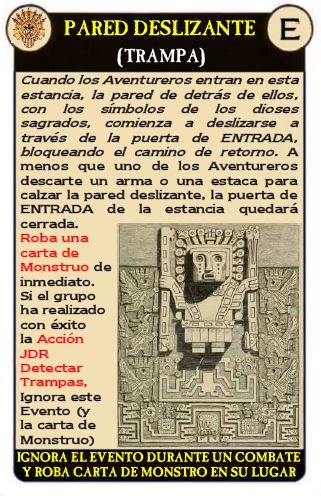 PARED DESLIZANTE
(TRAMPA)
E
Cuando los Aventureros entran en esta
estancia, la pared de detrás de ellos,
con los símbolos de los dioses
sagrados, comienza a deslizarse a
través de la puerta de ENTRADA,
bloqueando el camino de retorno. A
menos que uno de los Aventureros
descarte un arma o una estaca para
calzar la pared deslizante, la puerta de
ENTRADA de la estancia quedará
cerrada.
Roba una
carta de
Monstruo de
inmediato.
Si el grupo
ha realizado
con éxito
la Acción
JDR
Detectar
Trampas,
Ignora este
Evento (y
la carta de
Monstruo)
IGNORA EL EVENTO DURANTE UN COMBATE
Y ROBA CARTA DE MONSTRO EN SU LUGAR